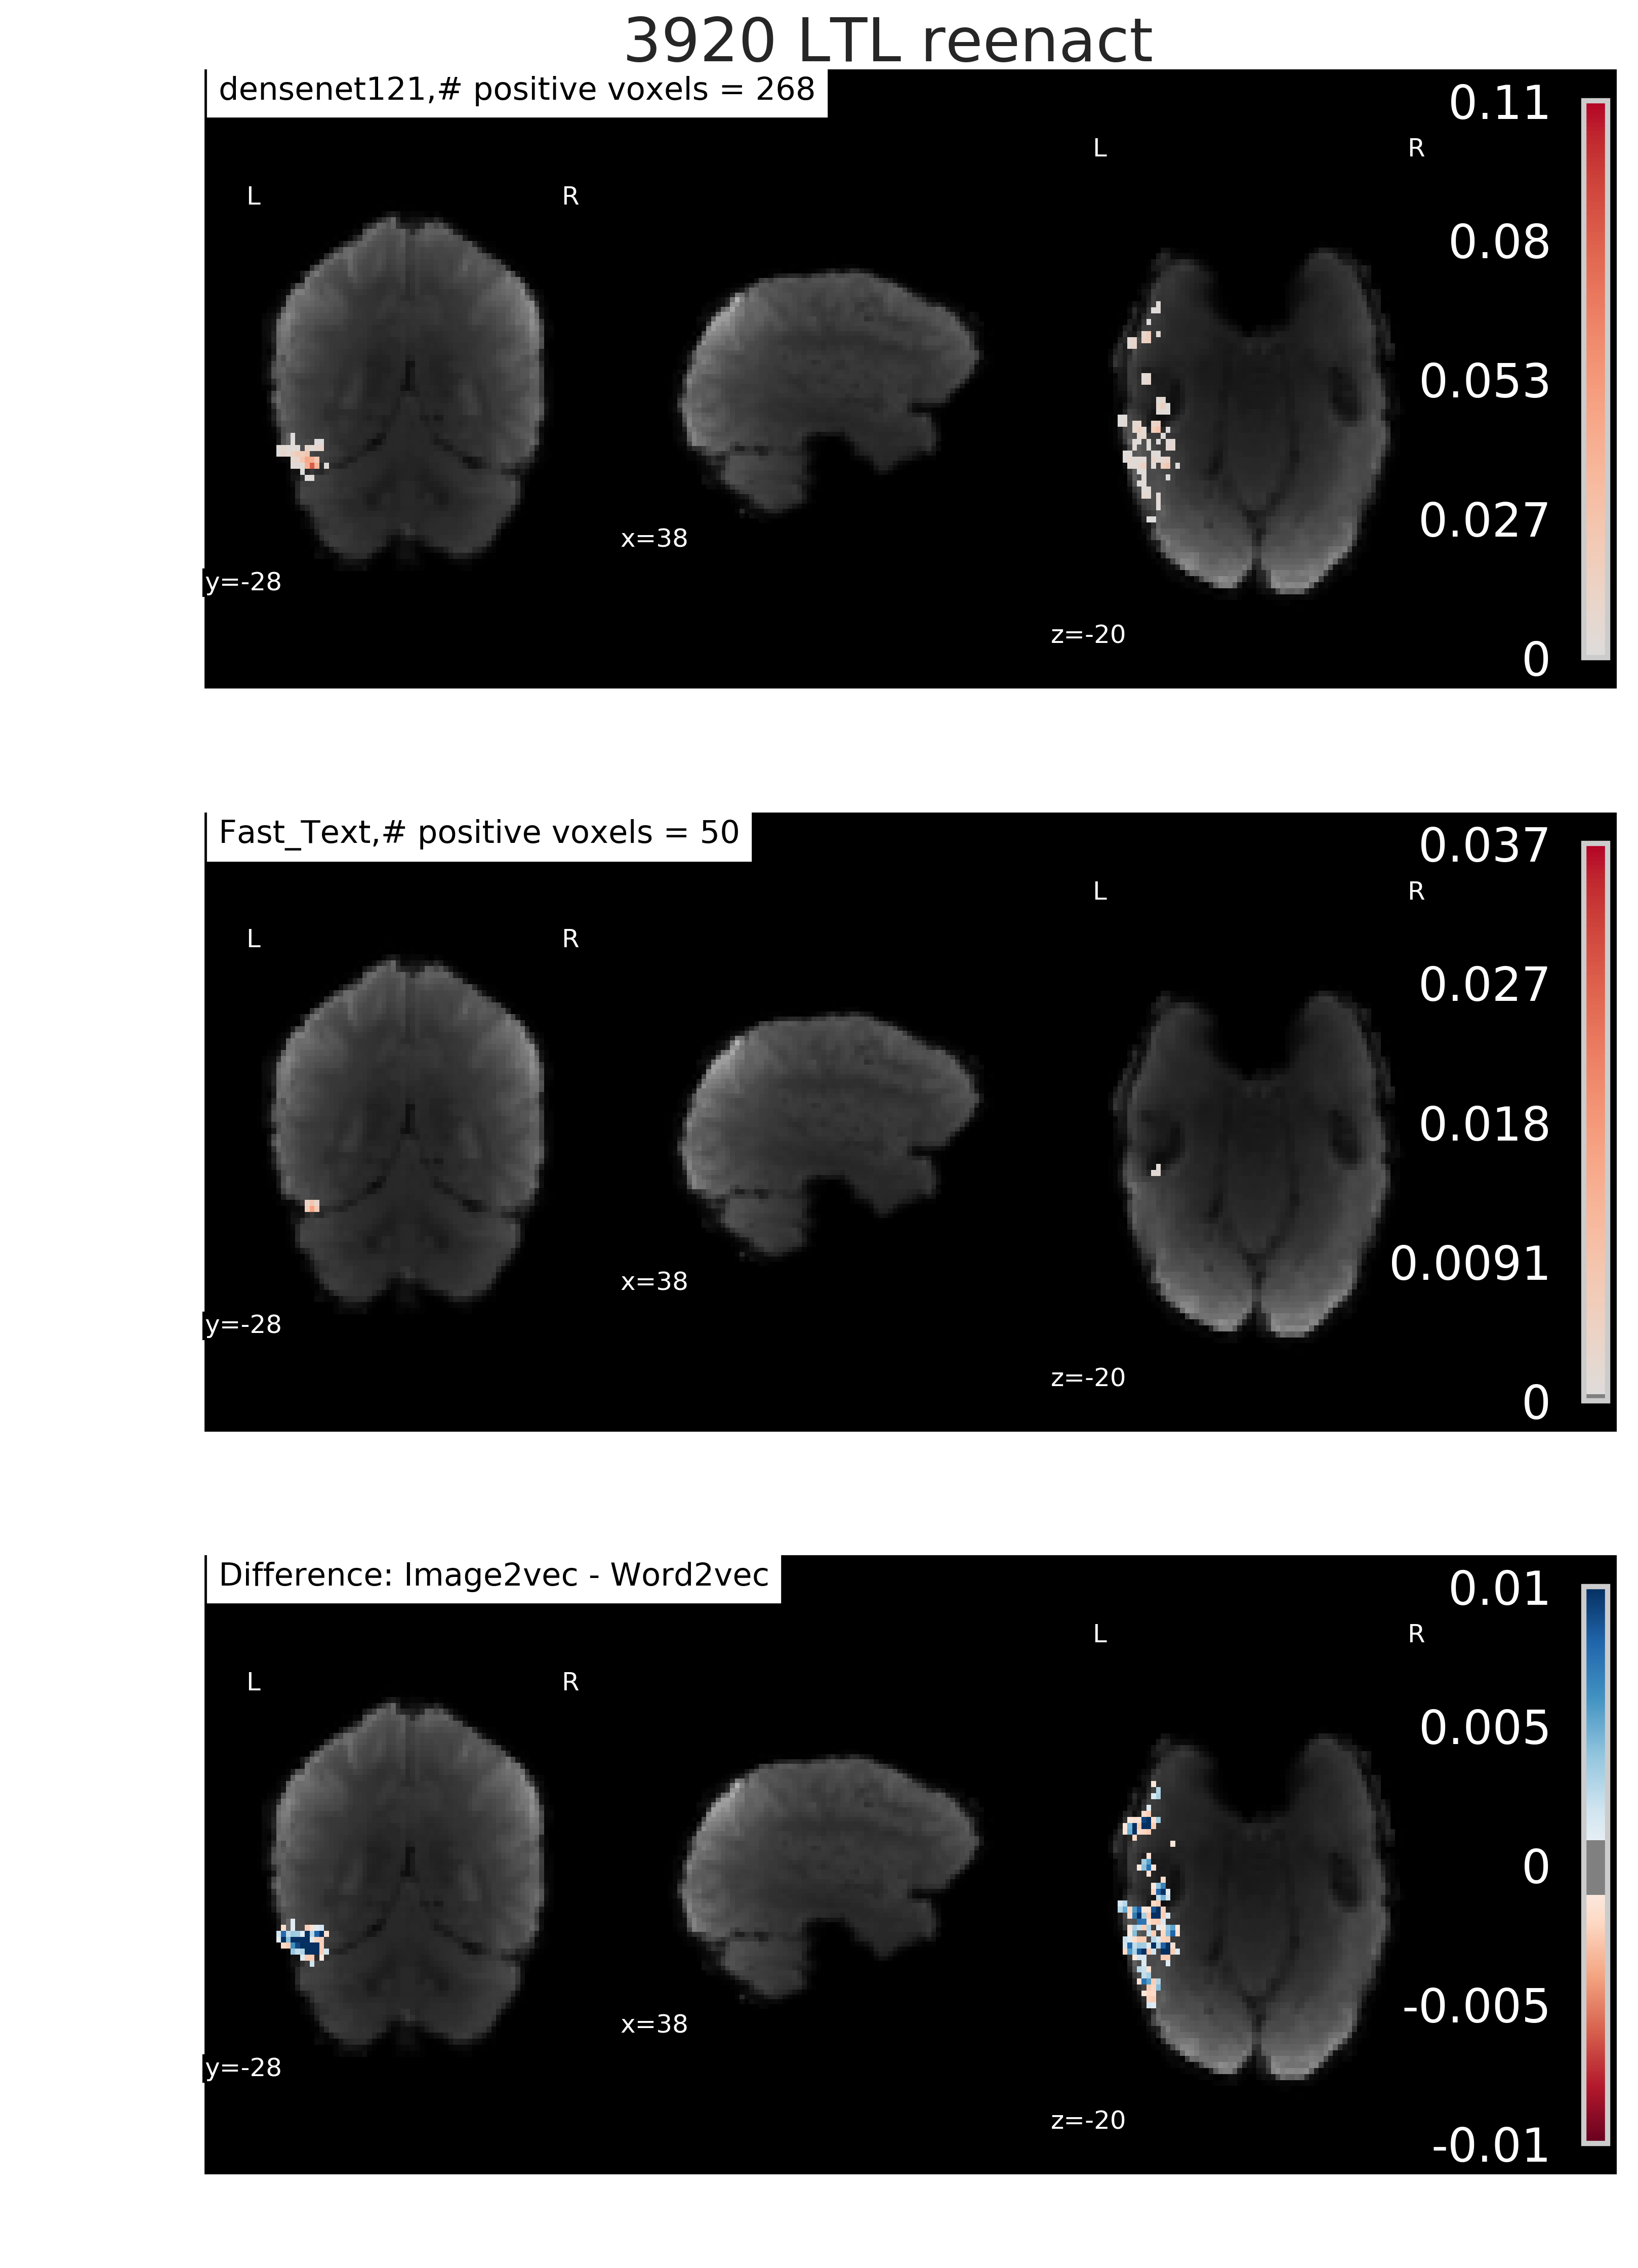 3920 LTL reenact
densenet121,# positive voxels = 268
0.11
L R
L R
0.08
0.053
0.027
x=38
y=-28
z=-20
0
Fast_Text,# positive voxels = 50
0.037
L R
L R
0.027
0.018
0.0091
x=38
y=-28
z=-20
0
Difference: Image2vec - Word2vec
0.01
L R
L R
0.005
0
-0.005
x=38
y=-28
z=-20
-0.01